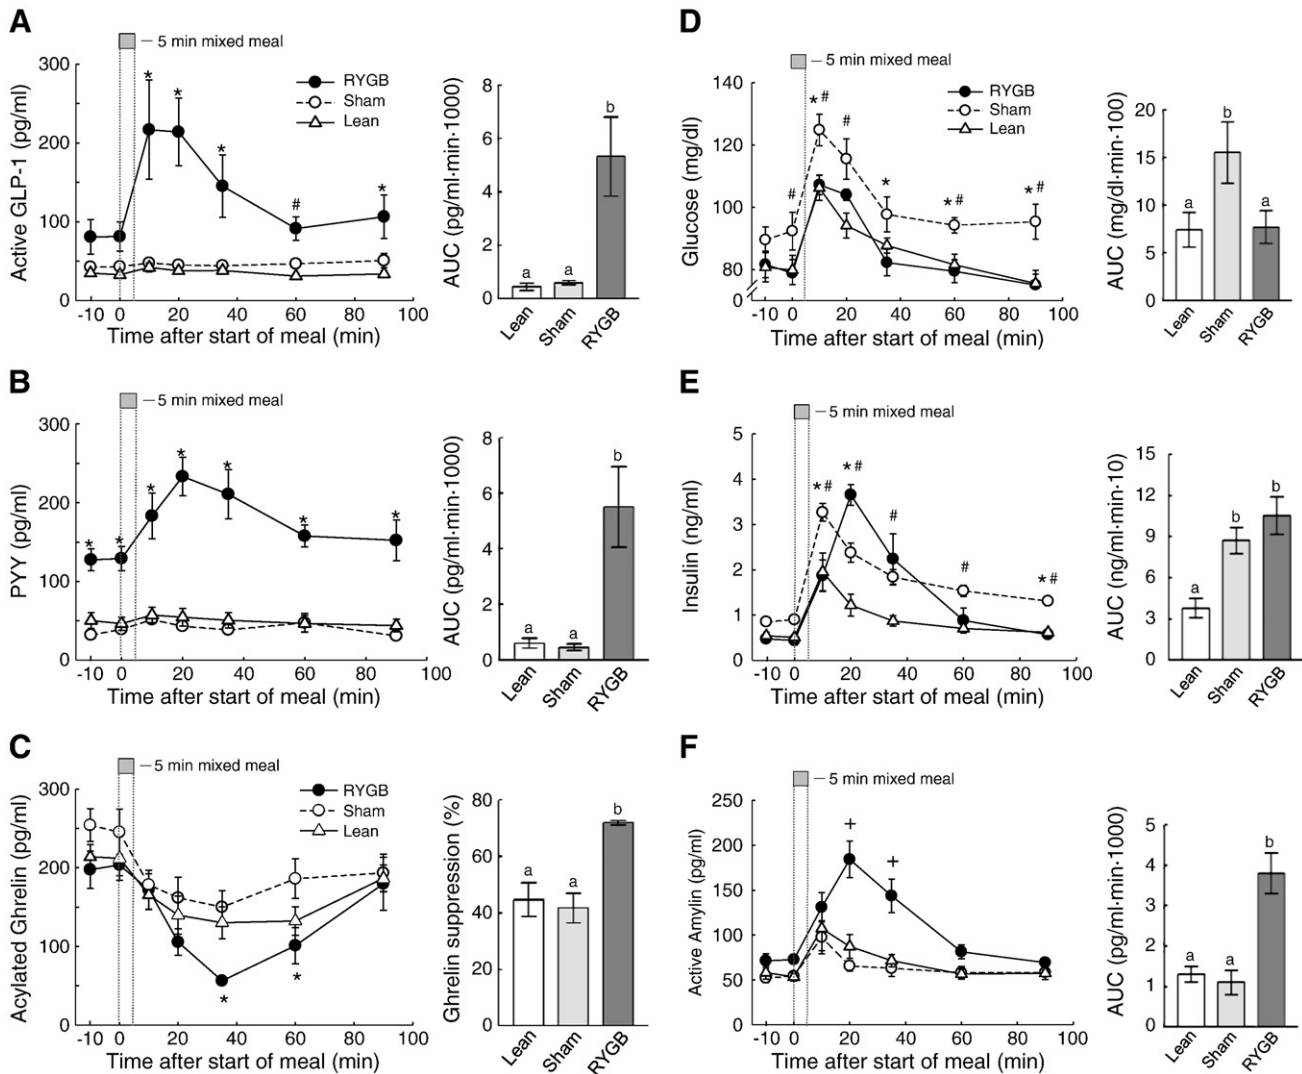 A
5 min mixed meal
Active GLP-1 (pg/ml)
300
200
100
0
* * * # *
RYGB
Sham
Lean
-10 0 20 40 60 80 100
Time after start of meal (min)
AUC (pg/ml·min·1000)
8
6
4
2
0
a a b
Lean Sham RYGB
B
5 min mixed meal
PYY (pg/ml)
300
200
100
0
* * * * * * *
-10 0 20 40 60 80 100
Time after start of meal (min)
AUC (pg/ml·min·1000)
8
6
4
2
0
a a b
Lean Sham RYGB
C
5 min mixed meal
Acylated Ghrelin (pg/ml)
300
200
100
0
RYGB
Sham
Lean
* *
-10 0 20 40 60 80 100
Time after start of meal (min)
Ghrelin suppression (%)
80
60
40
20
0
a a b
Lean Sham RYGB
D
5 min mixed meal
Glucose (mg/dl)
140
120
100
80
0
# *# # * *# *#
RYGB
Sham
Lean
-10 0 20 40 60 80 100
Time after start of meal (min)
AUC (mg/dl·min·100)
20
15
10
5
0
a b a
Lean Sham RYGB
E
5 min mixed meal
Insulin (ng/ml)
5
4
3
2
1
0
*# *# # # *#
-10 0 20 40 60 80 100
Time after start of meal (min)
AUC (ng/ml·min·10)
15
12
9
6
3
0
a b b
Lean Sham RYGB
F
5 min mixed meal
Active Amylin (pg/ml)
250
200
150
100
50
0
+ +
-10 0 20 40 60 80 100
Time after start of meal (min)
AUC (pg/ml·min·1000)
5
4
3
2
1
0
a a b
Lean Sham RYGB